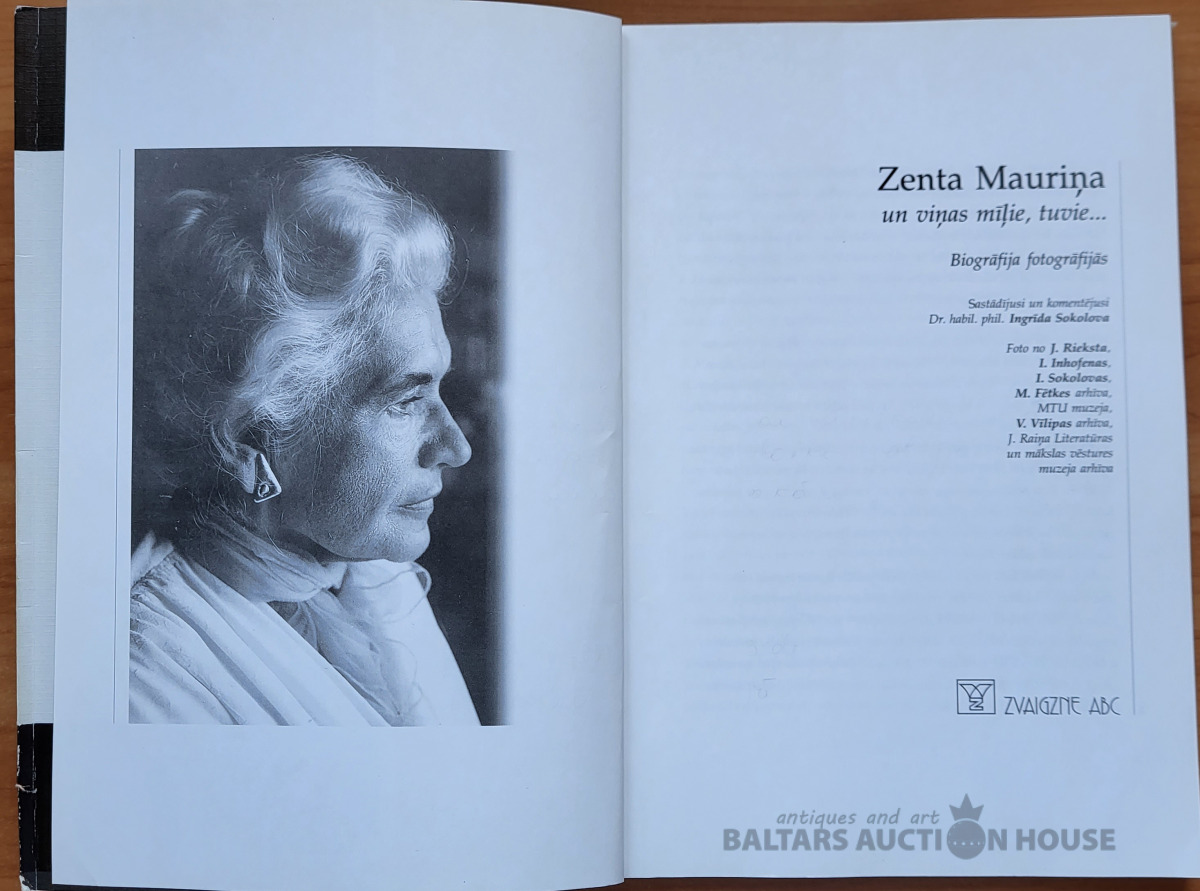 Zenta Mauriņa
un viņas mīļie, tuvie...
Biogrāfija fotogrāfijās
Sastādījusi un komentējusi
Dr. habil. phil. Ingrīda Sokolova
Foto no J. Rieksta,
I. Inhofenas,
I. Sokolovas,
M. Fētkes arhīva,
MTU muzeja,
V. Vīlipas arhīva,
J. Raiņa Literatūras
un mākslas vēstures
muzeja arhīva
ZVAIGZNE ABC
antiques and art
BALTARS AUCTION HOUSE